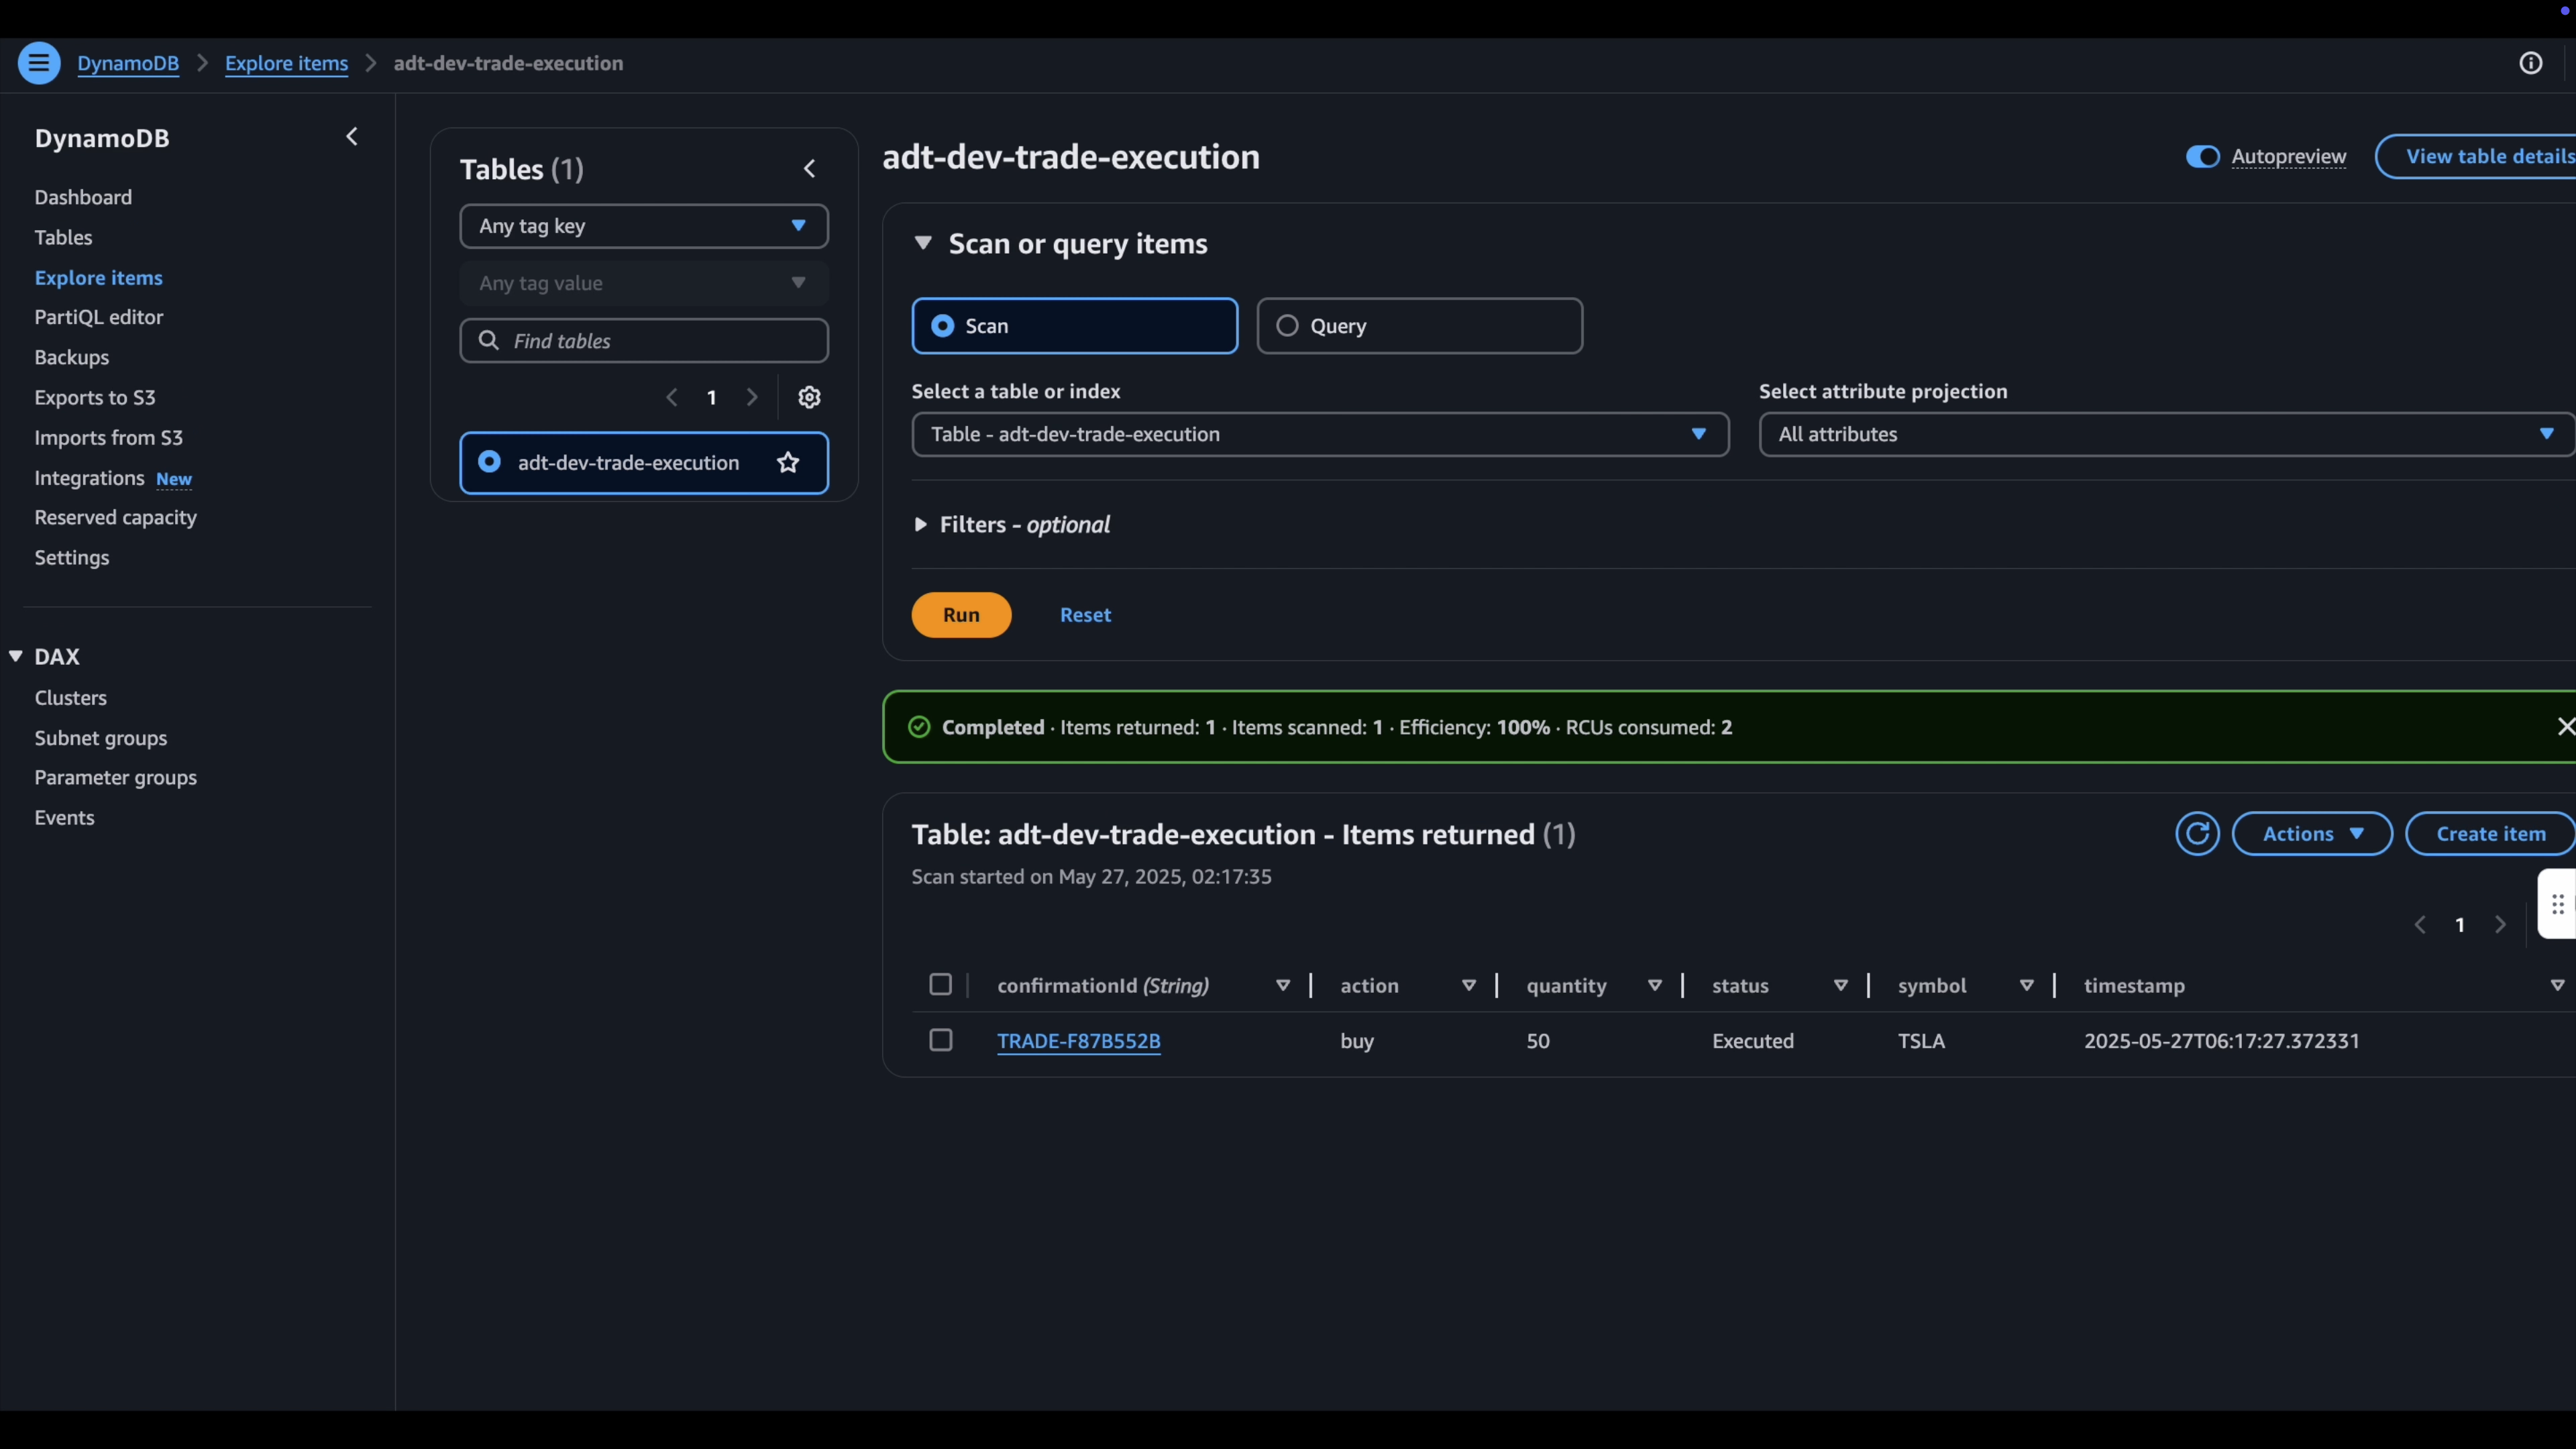 DynamoDB > Explore items > adt-dev-trade-execution
DynamoDB
Dashboard
Tables
Explore items
PartiQL editor
Backups
Exports to S3
Imports from S3
Integrations New
Reserved capacity
Settings
DAX
Clusters
Subnet groups
Parameter groups
Events
Tables (1)
Any tag key
Any tag value
Find tables
1
adt-dev-trade-execution
adt-dev-trade-execution
Autopreview
View table details
Scan or query items
Scan
Query
Select a table or index
Select attribute projection
Table - adt-dev-trade-execution
All attributes
Filters - optional
Run
Reset
Completed · Items returned: 1 · Items scanned: 1 · Efficiency: 100% · RCUs consumed: 2
Table: adt-dev-trade-execution - Items returned (1)
Actions
Create item
Scan started on May 27, 2025, 02:17:35
1
confirmationId (String) action quantity status symbol timestamp
TRADE-F87B552B buy 50 Executed TSLA 2025-05-27T06:17:27.372331